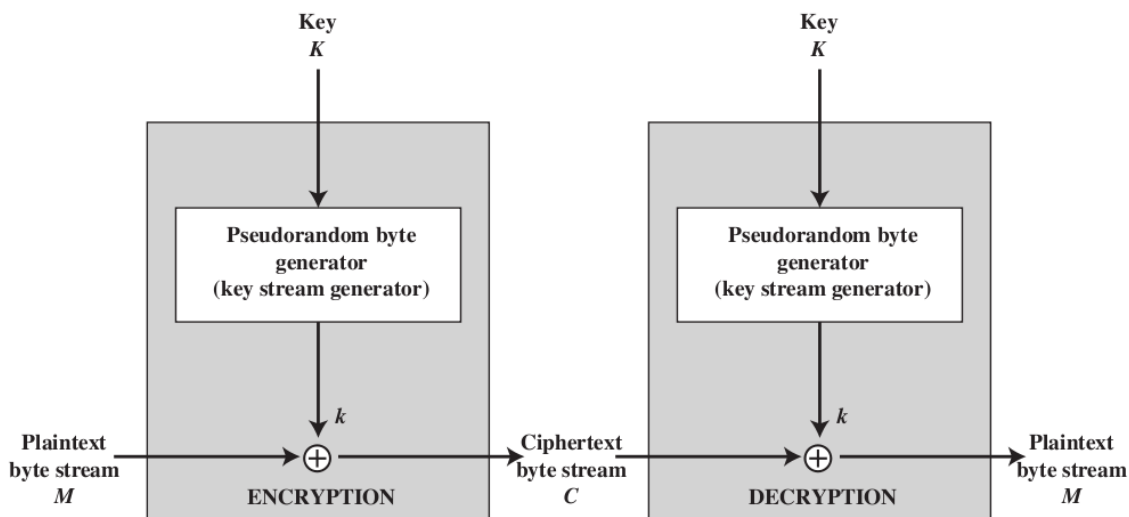 Key
K
Key
K
Pseudorandom byte
generator
(key stream generator)
Pseudorandom byte
generator
(key stream generator)
k
k
Plaintext
byte stream
M
ENCRYPTION
Ciphertext
byte stream
C
DECRYPTION
Plaintext
byte stream
M